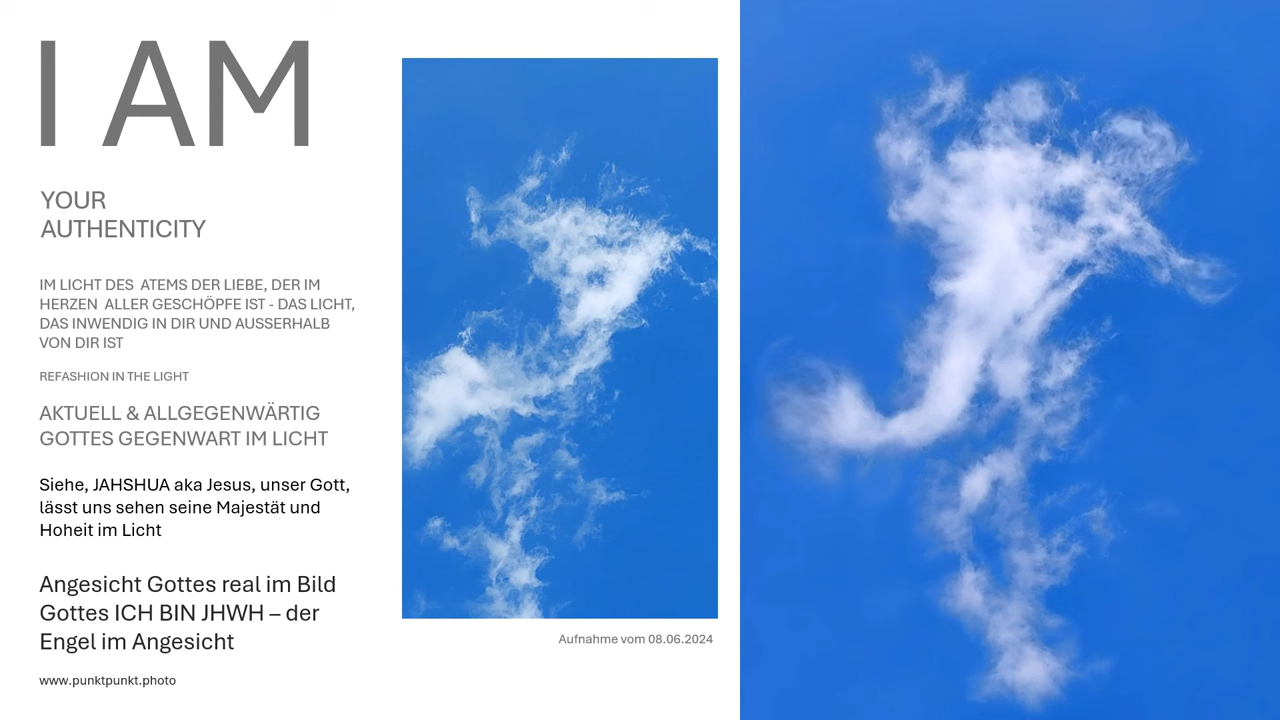 I AM
YOUR
AUTHENTICITY
IM LICHT DES ATEMS DER LIEBE, DER IM
HERZEN ALLER GESCHÖPFE IST - DAS LICHT,
DAS INWENDIG IN DIR UND AUSSERHALB
VON DIR IST
REFASHION IN THE LIGHT
AKTUELL & ALLGEGENWÄRTIG
GOTTES GEGENWART IM LICHT
Siehe, JAHSHUA aka Jesus, unser Gott,
lässt uns sehen seine Majestät und
Hoheit im Licht
Angesicht Gottes real im Bild
Gottes ICH BIN JHWH – der
Engel im Angesicht
www.punktpunkt.photo
Aufnahme vom 08.06.2024